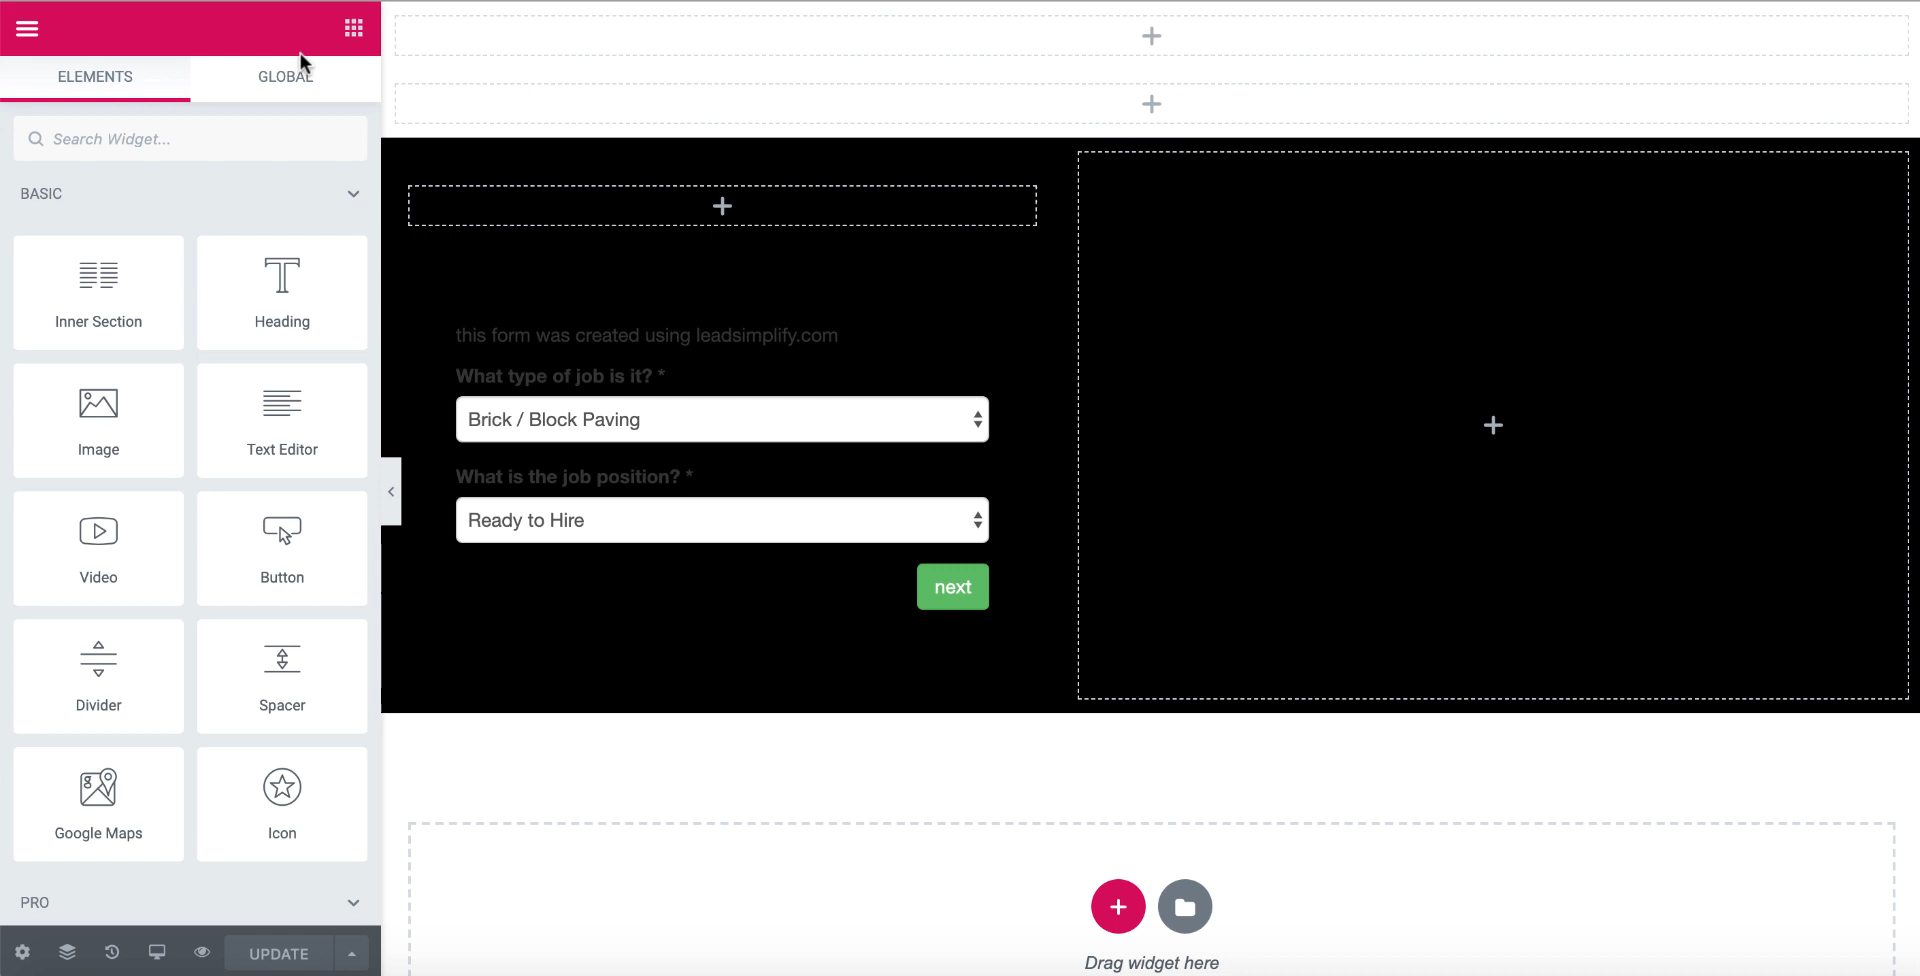 ELEMENTS
GLOBAL
Search Widget...
BASIC
Inner Section
Heading
Image
Text Editor
Video
Button
Divider
Spacer
Google Maps
Icon
PRO
UPDATE
this form was created using leadsimplify.com
What type of job is it? *
Brick / Block Paving
What is the job position? *
Ready to Hire
next
Drag widget here